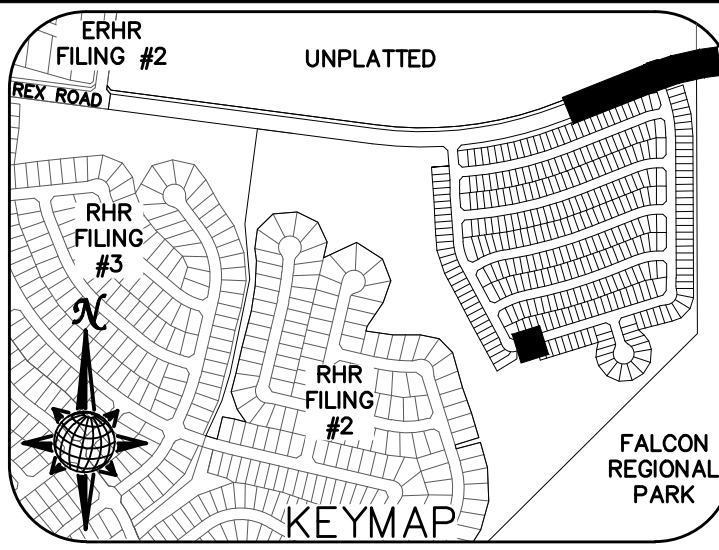 ERHR
FILING #2
UNPLATTED
REX ROAD
RHR
FILING
#3
N
RHR
FILING
#2
FALCON
REGIONAL
PARK
KEYMAP